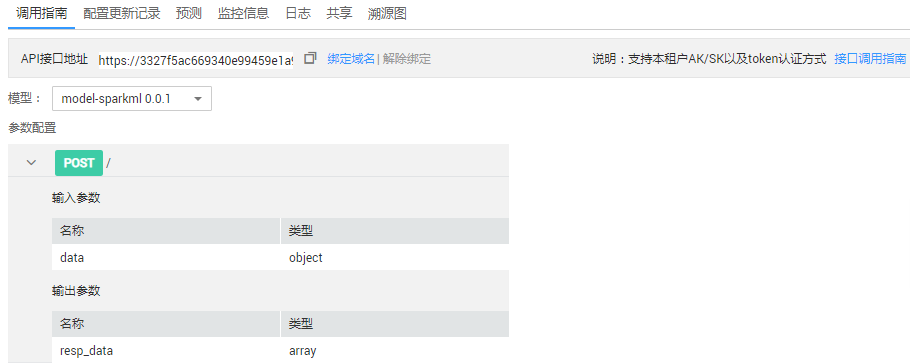 调用指南 配置更新记录 预测 监控信息 日志 共享 溯源图
API接口地址 https://3327f5ac669340e99459e1a9 绑定域名 | 解除绑定 说明：支持本租户AK/SK以及token认证方式 接口调用指南
模型： model-sparkml 0.0.1
参数配置
POST /
输入参数
名称 类型
data object
输出参数
名称 类型
resp_data array